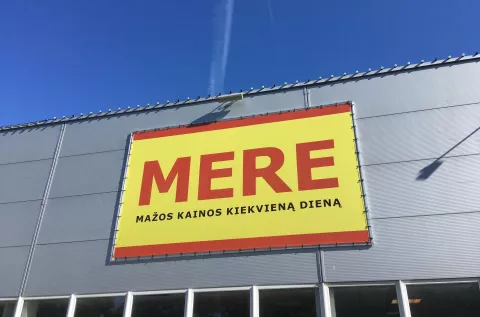 MERE
MAŽOS KAINOS KIEKVIENĄ DIENĄ